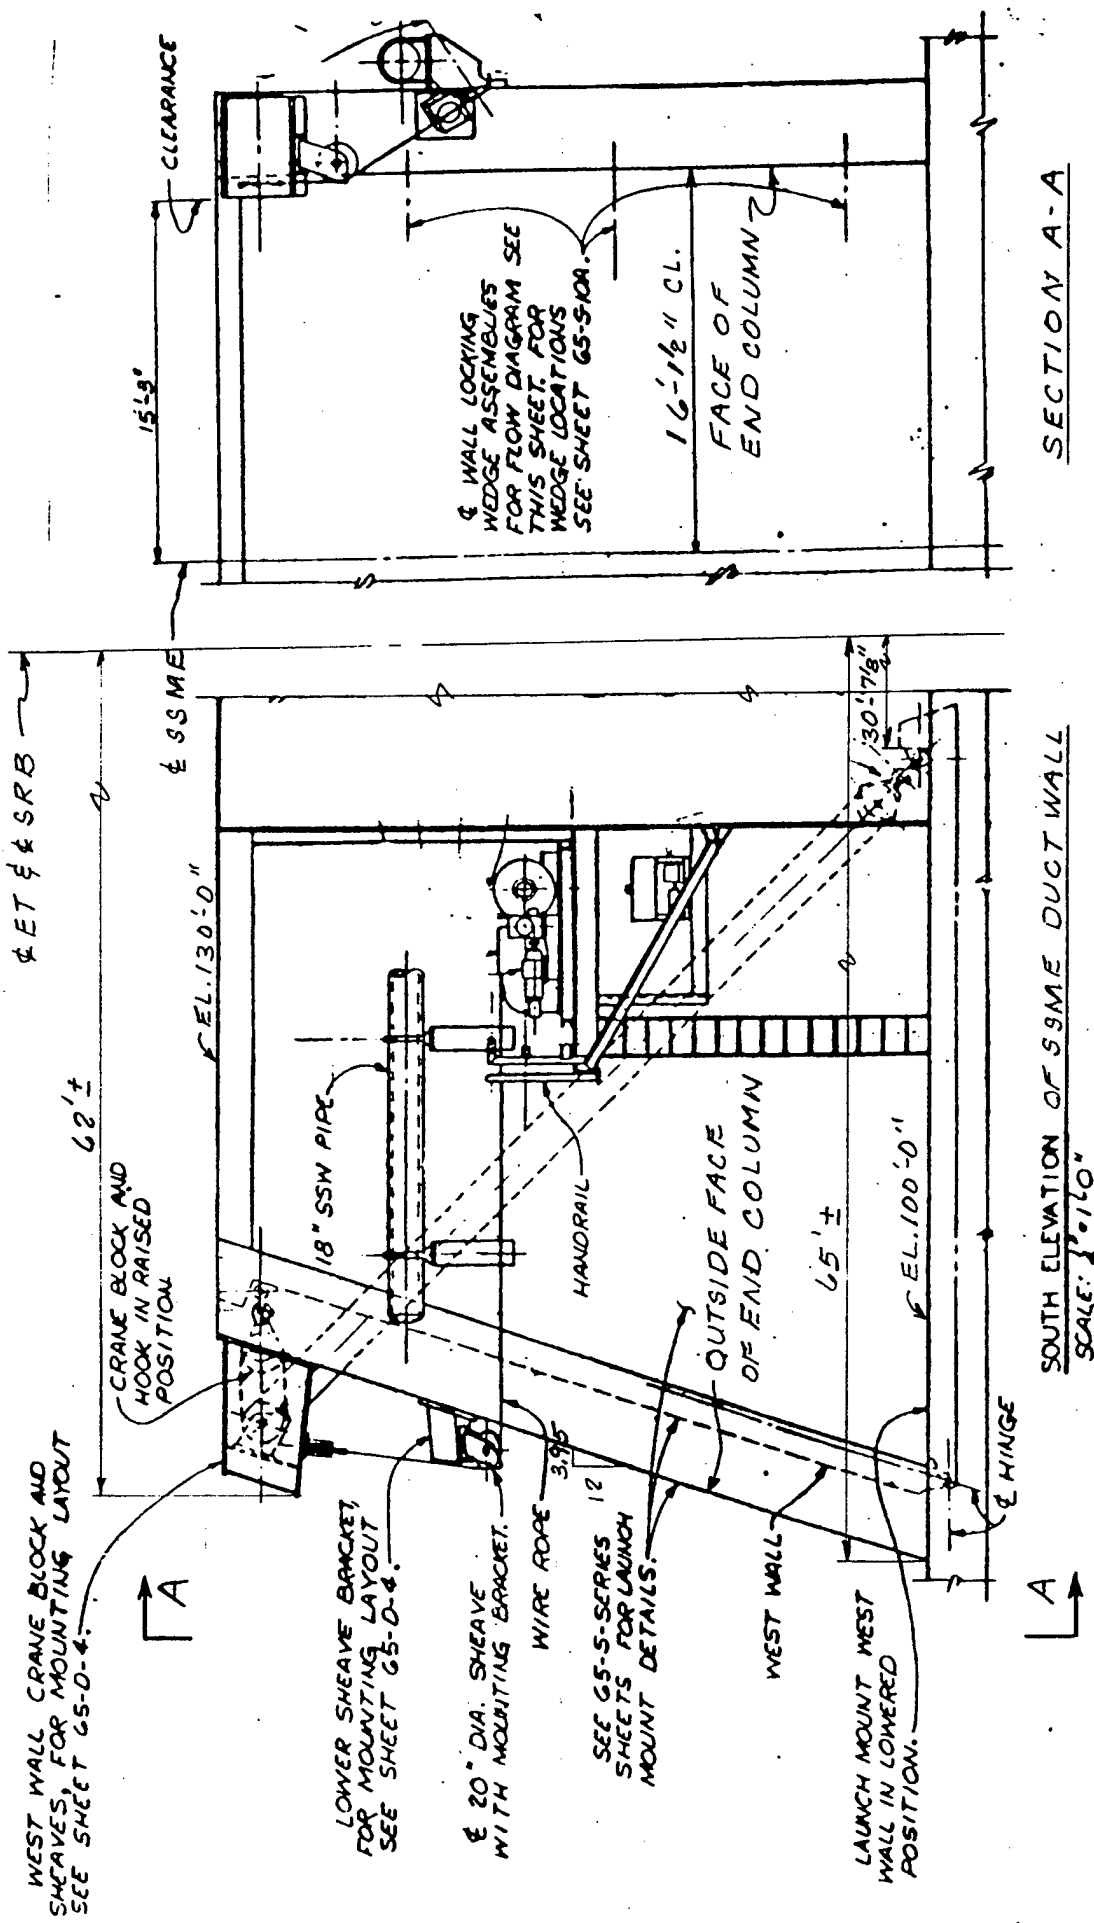 WEST WALL CRANE BLOCK AND
SHEAVES, FOR MOUNTING LAYOUT
SEE SHEET 65-D-4.
CRANE BLOCK AND
HOOK IN RAISED
POSITION
62'±
℄ ET & ℄ SRB
EL. 130'-0"
℄ SSME
15'-3"
CLEARANCE
LOWER SHEAVE BRACKET,
FOR MOUNTING LAYOUT
SEE SHEET 65-D-4.
18" SSW PIPE
℄ 20" DIA. SHEAVE
WITH MOUNTING BRACKET.
WIRE ROPE
3.95
12
HANDRAIL
℄ WALL LOCKING
WEDGE ASSEMBLIES
FOR FLOW DIAGRAM SEE
THIS SHEET. FOR
WEDGE LOCATIONS
SEE SHEET 65-S-10A.
16'-1½" CL.
FACE OF
END COLUMN
SEE 65-S-SERIES
SHEETS FOR LAUNCH
MOUNT DETAILS.
OUTSIDE FACE
OF END COLUMN
WEST WALL
65'±
30'-7⅛"
LAUNCH MOUNT WEST
WALL IN LOWERED
POSITION.
EL. 100'-0"
℄ HINGE
A
A
SOUTH ELEVATION OF SSME DUCT WALL
SCALE: 1'-0"
SECTION A-A